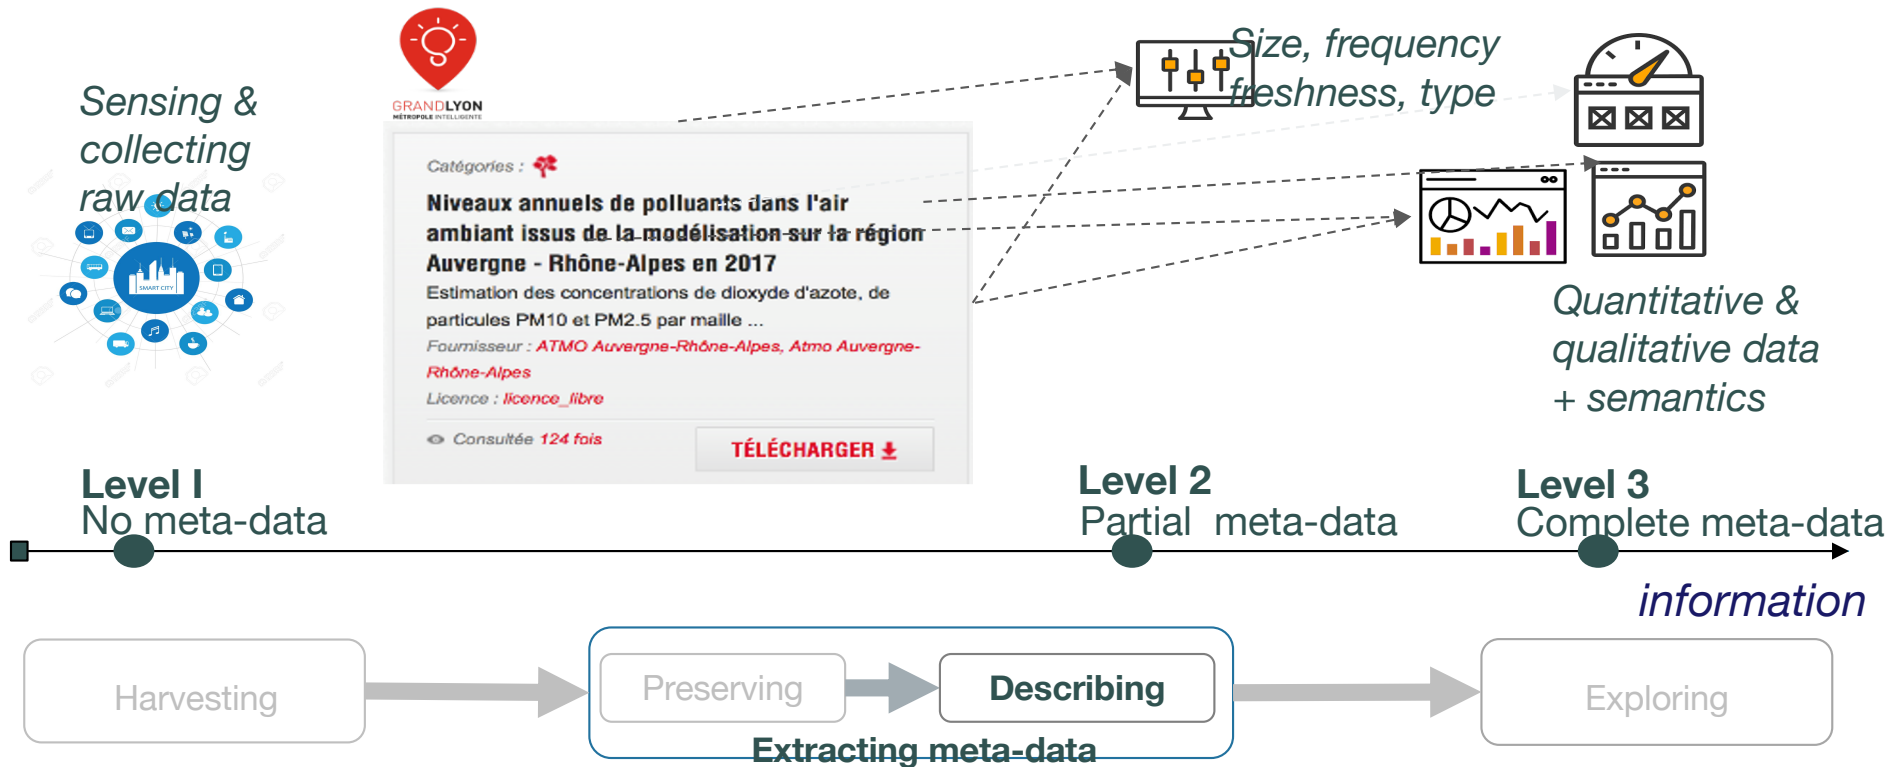 Sensing &
collecting
raw data
SMART CITY
GRANDLYON
MÉTROPOLE INTELLIGENTE
Catégories :
Niveaux annuels de polluants dans l'air
ambiant issus de la modélisation sur la région
Auvergne - Rhône-Alpes en 2017
Estimation des concentrations de dioxyde d'azote, de
particules PM10 et PM2.5 par maille ...
Fournisseur : ATMO Auvergne-Rhône-Alpes, Atmo Auvergne-
Rhône-Alpes
Licence : licence_libre
Consultée 124 fois
TÉLÉCHARGER
Size, frequency
freshness, type
Quantitative &
qualitative data
+ semantics
Level I
No meta-data
Level 2
Partial meta-data
Level 3
Complete meta-data
information
Harvesting
Preserving
Describing
Extracting meta-data
Exploring